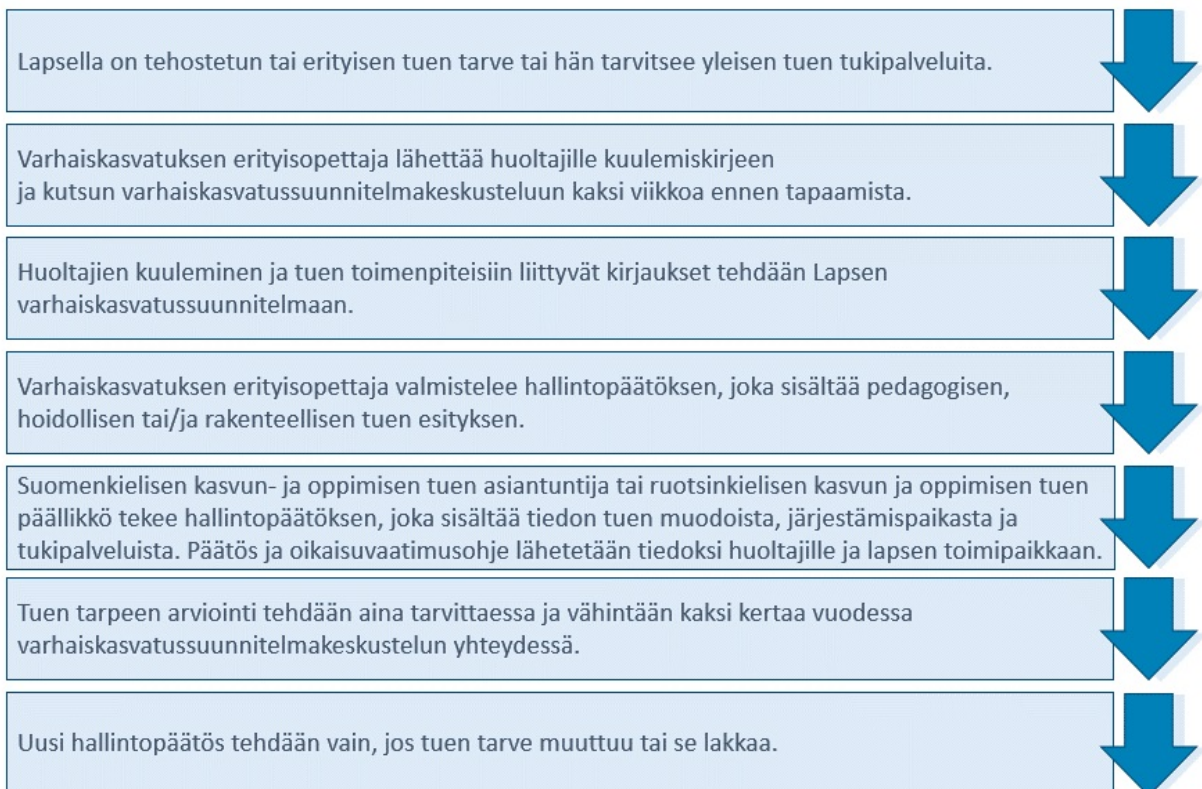 Lapsella on tehostetun tai erityisen tuen tarve tai hän tarvitsee yleisen tuen tukipalveluita.
Varhaiskasvatuksen erityisopettaja lähettää huoltajille kuulemiskirjeen
ja kutsun varhaiskasvatussuunnitelmakeskusteluun kaksi viikkoa ennen tapaamista.
Huoltajien kuuleminen ja tuen toimenpiteisiin liittyvät kirjaukset tehdään Lapsen
varhaiskasvatussuunnitelmaan.
Varhaiskasvatuksen erityisopettaja valmistelee hallintopäätöksen, joka sisältää pedagogisen,
hoidollisen tai/ja rakenteellisen tuen esityksen.
Suomenkielisen kasvun- ja oppimisen tuen asiantuntija tai ruotsinkielisen kasvun ja oppimisen tuen
päällikkö tekee hallintopäätöksen, joka sisältää tiedon tuen muodoista, järjestämispaikasta ja
tukipalveluista. Päätös ja oikaisuvaatimusohje lähetetään tiedoksi huoltajille ja lapsen toimipaikkaan.
Tuen tarpeen arviointi tehdään aina tarvittaessa ja vähintään kaksi kertaa vuodessa
varhaiskasvatussuunnitelmakeskustelun yhteydessä.
Uusi hallintopäätös tehdään vain, jos tuen tarve muuttuu tai se lakkaa.